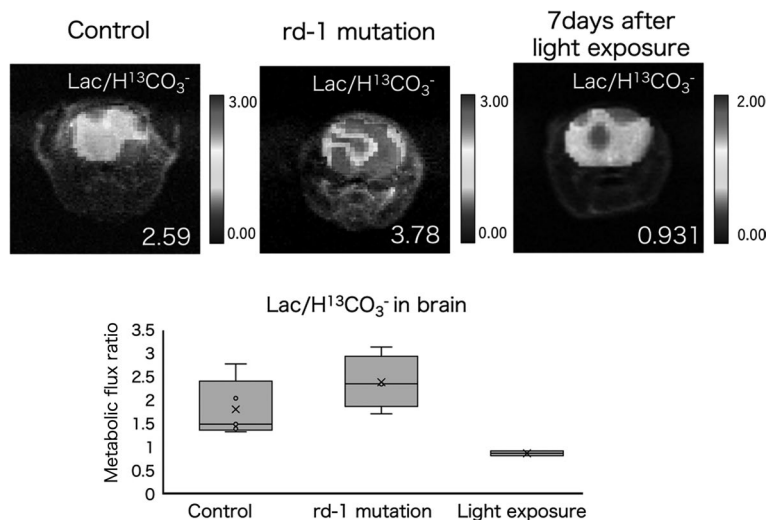 Control
rd-1 mutation
7days after
light exposure
Lac/H¹³CO₃⁻
3.00
0.00
2.59
Lac/H¹³CO₃⁻
3.00
0.00
3.78
Lac/H¹³CO₃⁻
2.00
0.00
0.931
Lac/H¹³CO₃⁻ in brain
Metabolic flux ratio
3.5
3
2.5
2
1.5
1
0.5
0
Control
rd-1 mutation
Light exposure